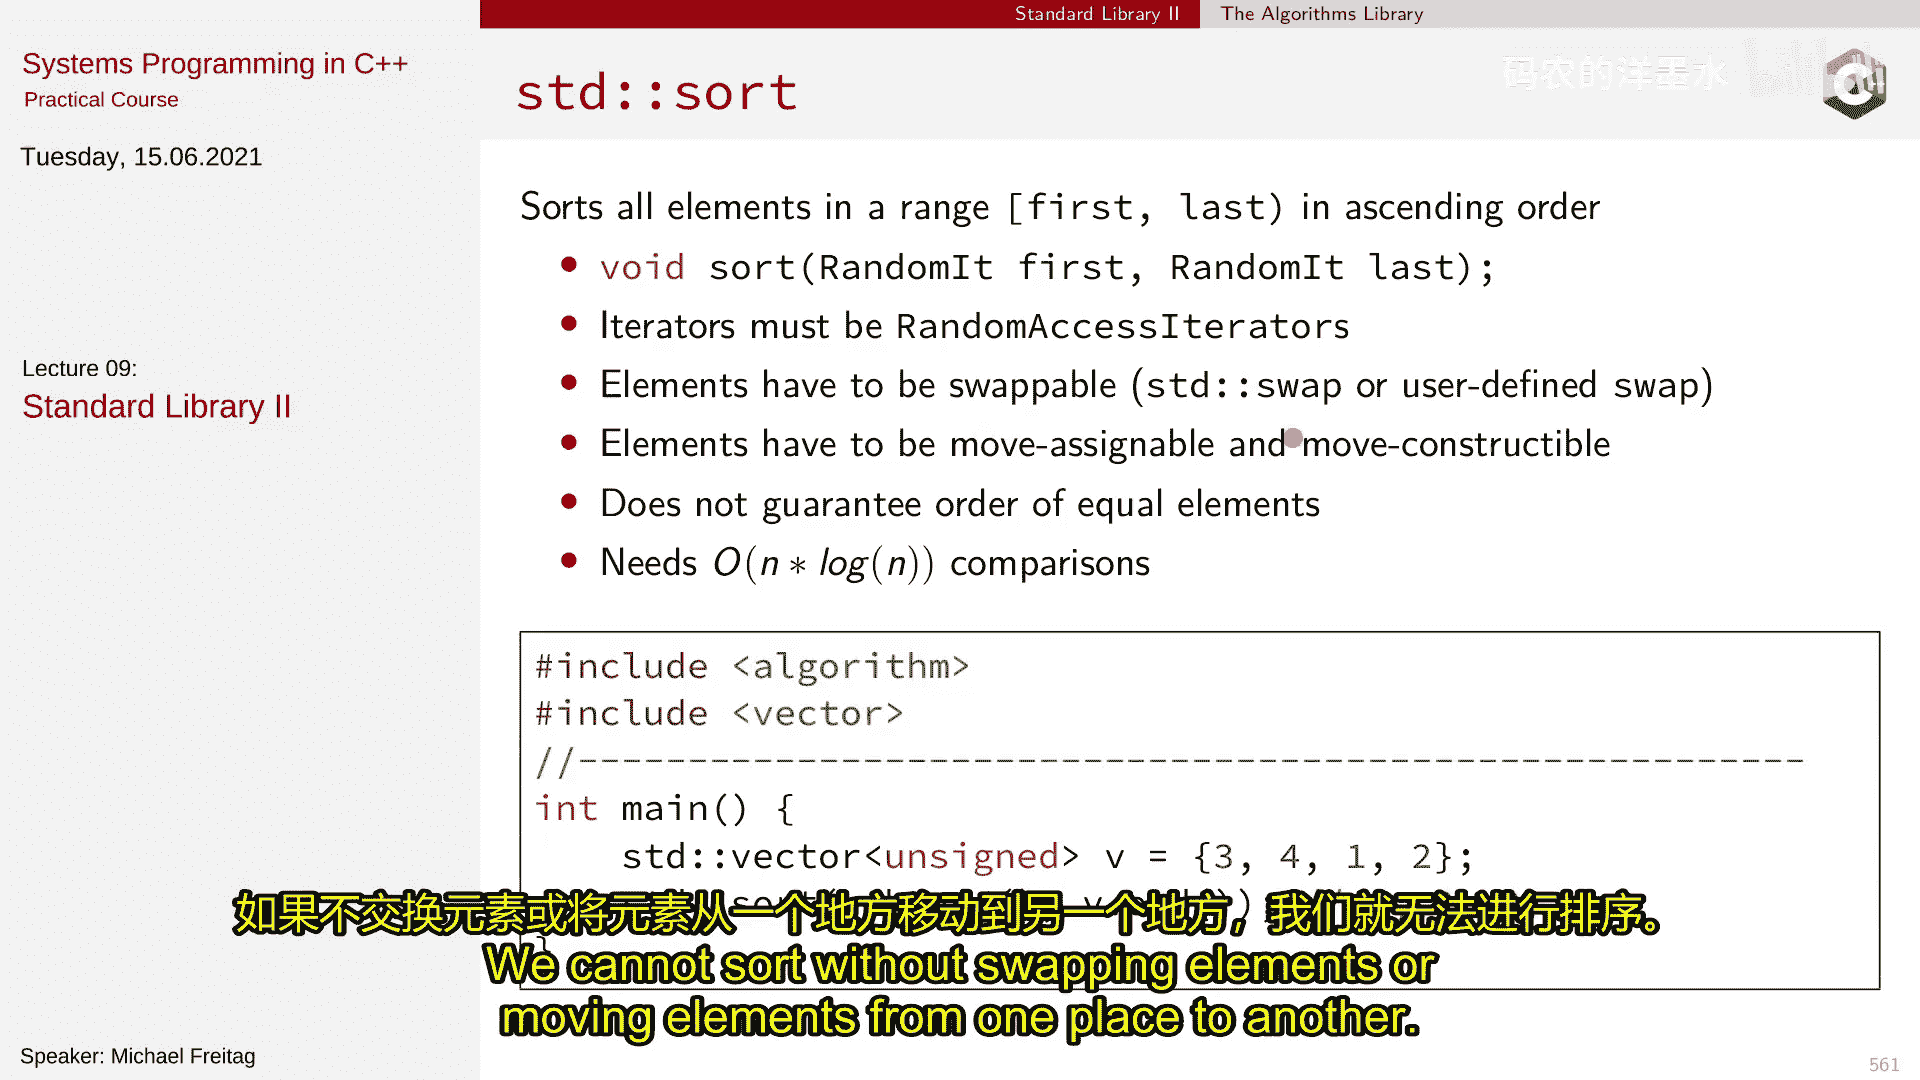 Standard Library II
The Algorithms Library
Systems Programming in C++
Practical Course
Tuesday, 15.06.2021
Lecture 09:
Standard Library II
Speaker: Michael Freitag
std::sort
码农的洋墨水
Sorts all elements in a range [first, last) in ascending order
void sort(RandomIt first, RandomIt last);
Iterators must be RandomAccessIterators
Elements have to be swappable (std::swap or user-defined swap)
Elements have to be move-assignable and move-constructible
Does not guarantee order of equal elements
Needs O(n ∗ log(n)) comparisons
#include <algorithm>
#include <vector>
//---------------------------------------------------------
int main() {
std::vector<unsigned> v = {3, 4, 1, 2};
如果不交换元素或将元素从一个地方移动到另一个地方，我们就无法进行排序。
We cannot sort without swapping elements or
moving elements from one place to another.
561